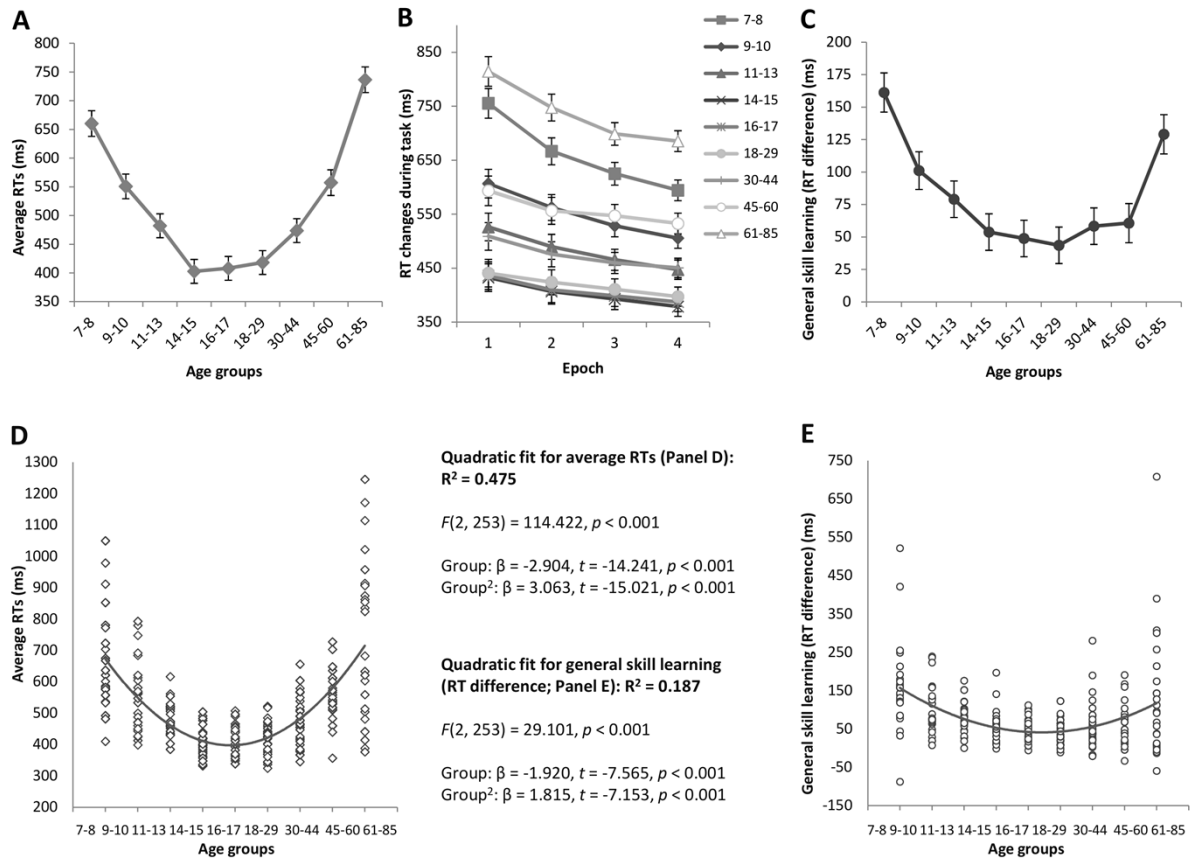 A
Average RTs (ms)
800
750
700
650
600
550
500
450
400
350
7-8
9-10
11-13
14-15
16-17
18-29
30-44
45-60
61-85
Age groups
B
RT changes during task (ms)
850
750
650
550
450
350
1 2 3 4
Epoch
7-8
9-10
11-13
14-15
16-17
18-29
30-44
45-60
61-85
C
General skill learning (RT difference) (ms)
200
175
150
125
100
75
50
25
0
7-8
9-10
11-13
14-15
16-17
18-29
30-44
45-60
61-85
Age groups
D
Average RTs (ms)
1300
1200
1100
1000
900
800
700
600
500
400
300
200
7-8 9-10 11-13 14-15 16-17 18-29 30-44 45-60 61-85
Age groups
Quadratic fit for average RTs (Panel D):
R² = 0.475
F(2, 253) = 114.422, p < 0.001
Group: β = -2.904, t = -14.241, p < 0.001
Group²: β = 3.063, t = -15.021, p < 0.001
Quadratic fit for general skill learning
(RT difference; Panel E): R² = 0.187
F(2, 253) = 29.101, p < 0.001
Group: β = -1.920, t = -7.565, p < 0.001
Group²: β = 1.815, t = -7.153, p < 0.001
E
General skill learning (RT difference) (ms)
750
650
550
450
350
250
150
50
-50
-150
7-8 9-10 11-13 14-15 16-17 18-29 30-44 45-60 61-85
Age groups